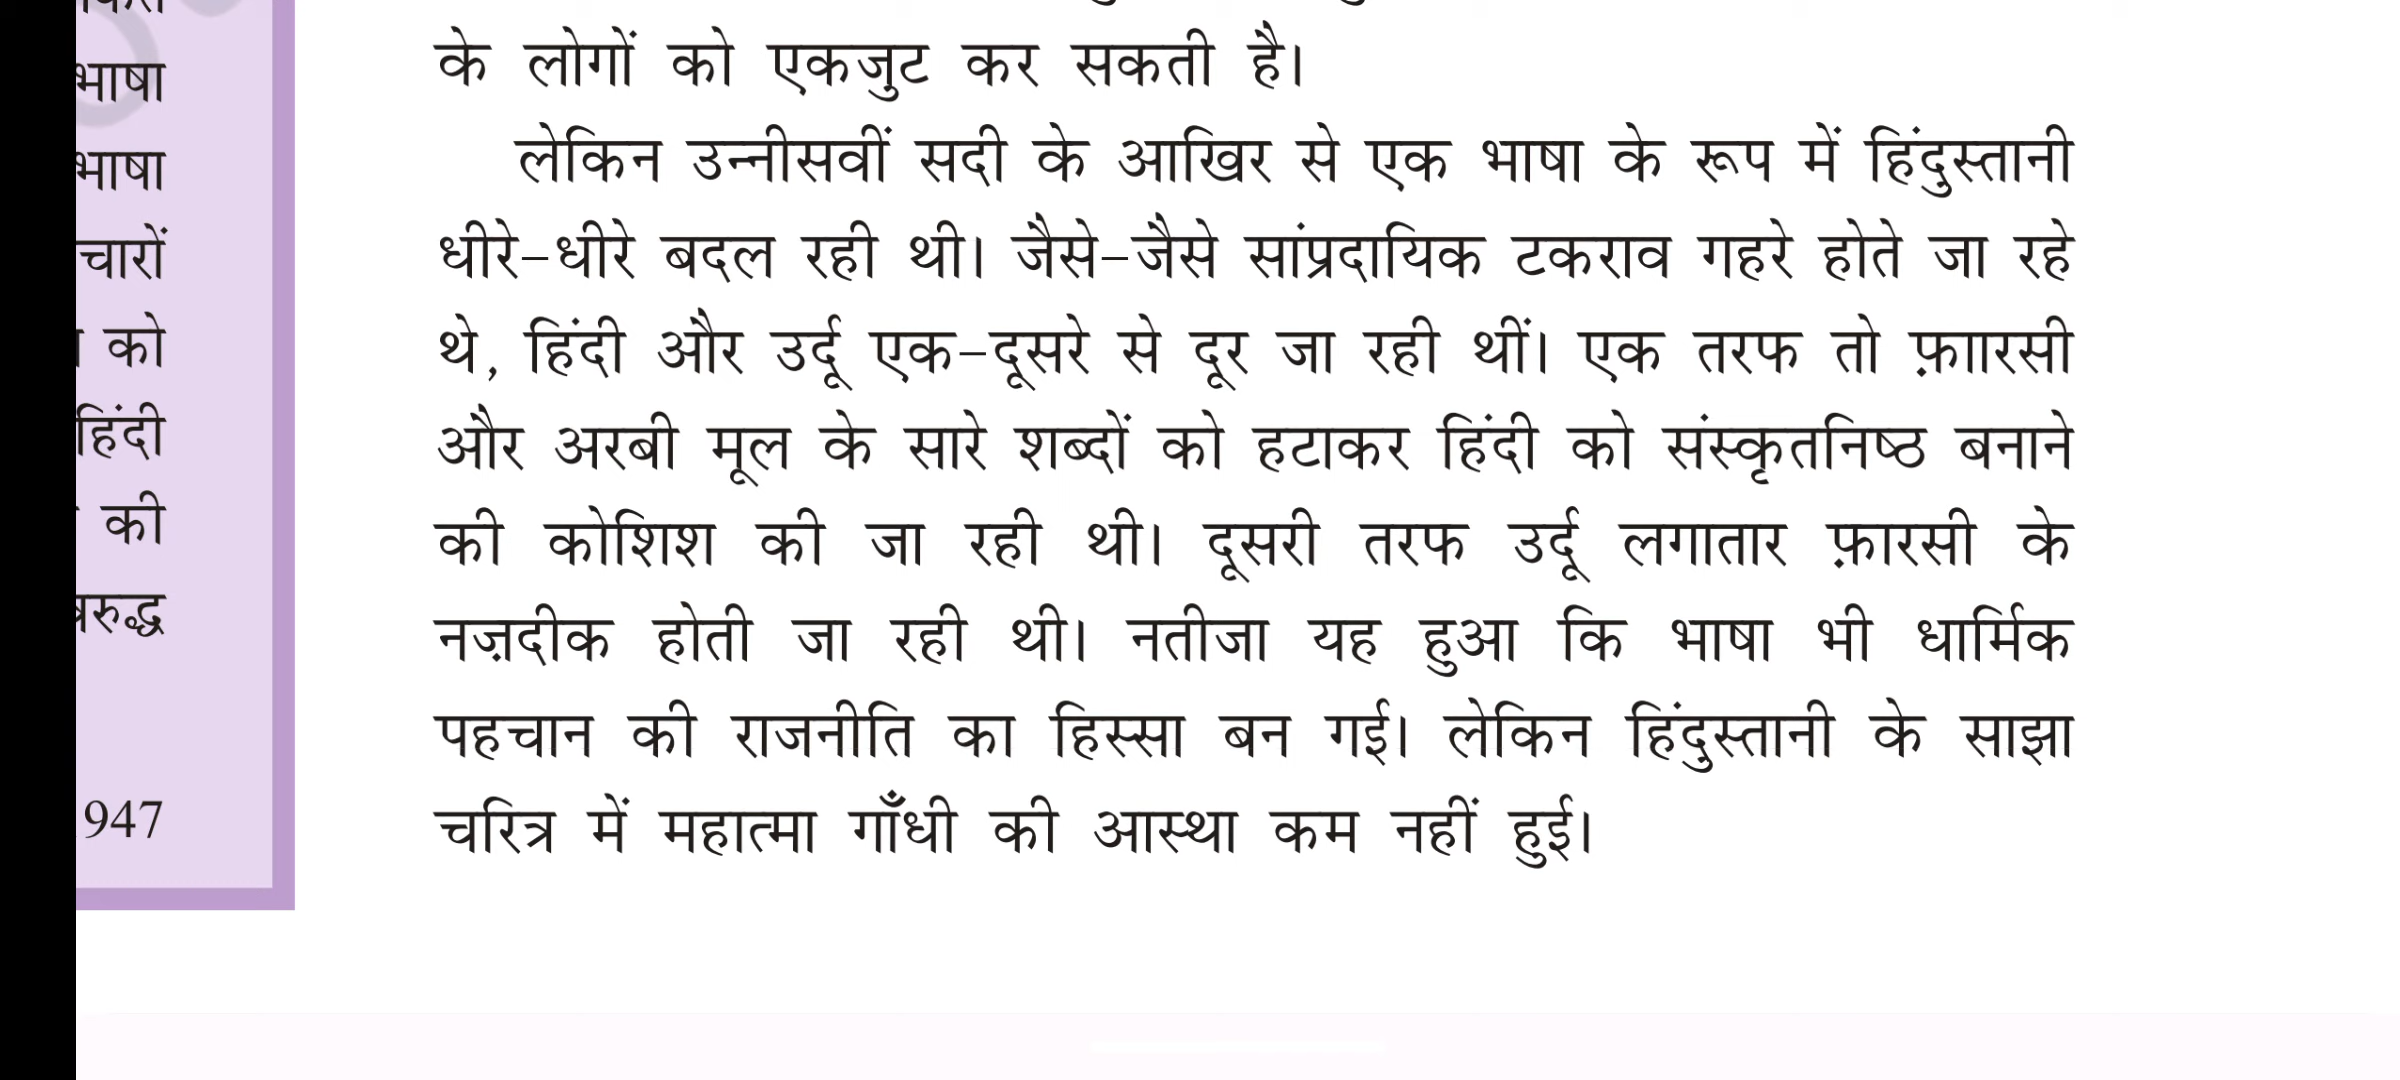 भाषा
भाषा
चारों
को
हिंदी
की
947
के लोगों को एकजुट कर सकती है।
लेकिन उन्नीसवीं सदी के आखिर से एक भाषा के रूप में हिंदुस्तानी
धीरे-धीरे बदल रही थी। जैसे-जैसे सांप्रदायिक टकराव गहरे होते जा रहे
थे, हिंदी और उर्दू एक-दूसरे से दूर जा रही थीं। एक तरफ तो फ़ाारसी
और अरबी मूल के सारे शब्दों को हटाकर हिंदी को संस्कृतनिष्ठ बनाने
की कोशिश की जा रही थी। दूसरी तरफ उर्दू लगातार फ़ारसी के
नज़दीक होती जा रही थी। नतीजा यह हुआ कि भाषा भी धार्मिक
पहचान की राजनीति का हिस्सा बन गई। लेकिन हिंदुस्तानी के साझा
चरित्र में महात्मा गाँधी की आस्था कम नहीं हुई।